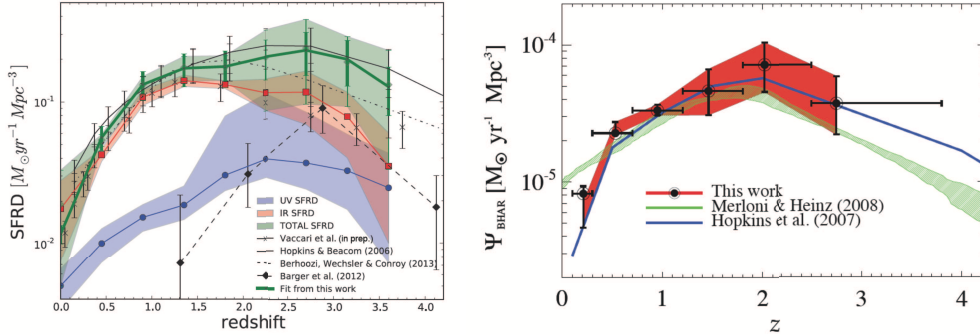 SFRD [M⊙yr⁻¹ Mpc⁻³]
10⁻¹
10⁻²
UV SFRD
IR SFRD
TOTAL SFRD
Vaccari et al. (in prep.)
Hopkins & Beacom (2006)
Berhoozi, Wechsler & Conroy (2013)
Barger et al. (2012)
Fit from this work
0.0 0.5 1.0 1.5 2.0 2.5 3.0 3.5 4.0
redshift
Ψ_BHAR [M⊙ yr⁻¹ Mpc⁻³]
10⁻⁴
10⁻⁵
This work
Merloni & Heinz (2008)
Hopkins et al. (2007)
0 1 2 3 4
z